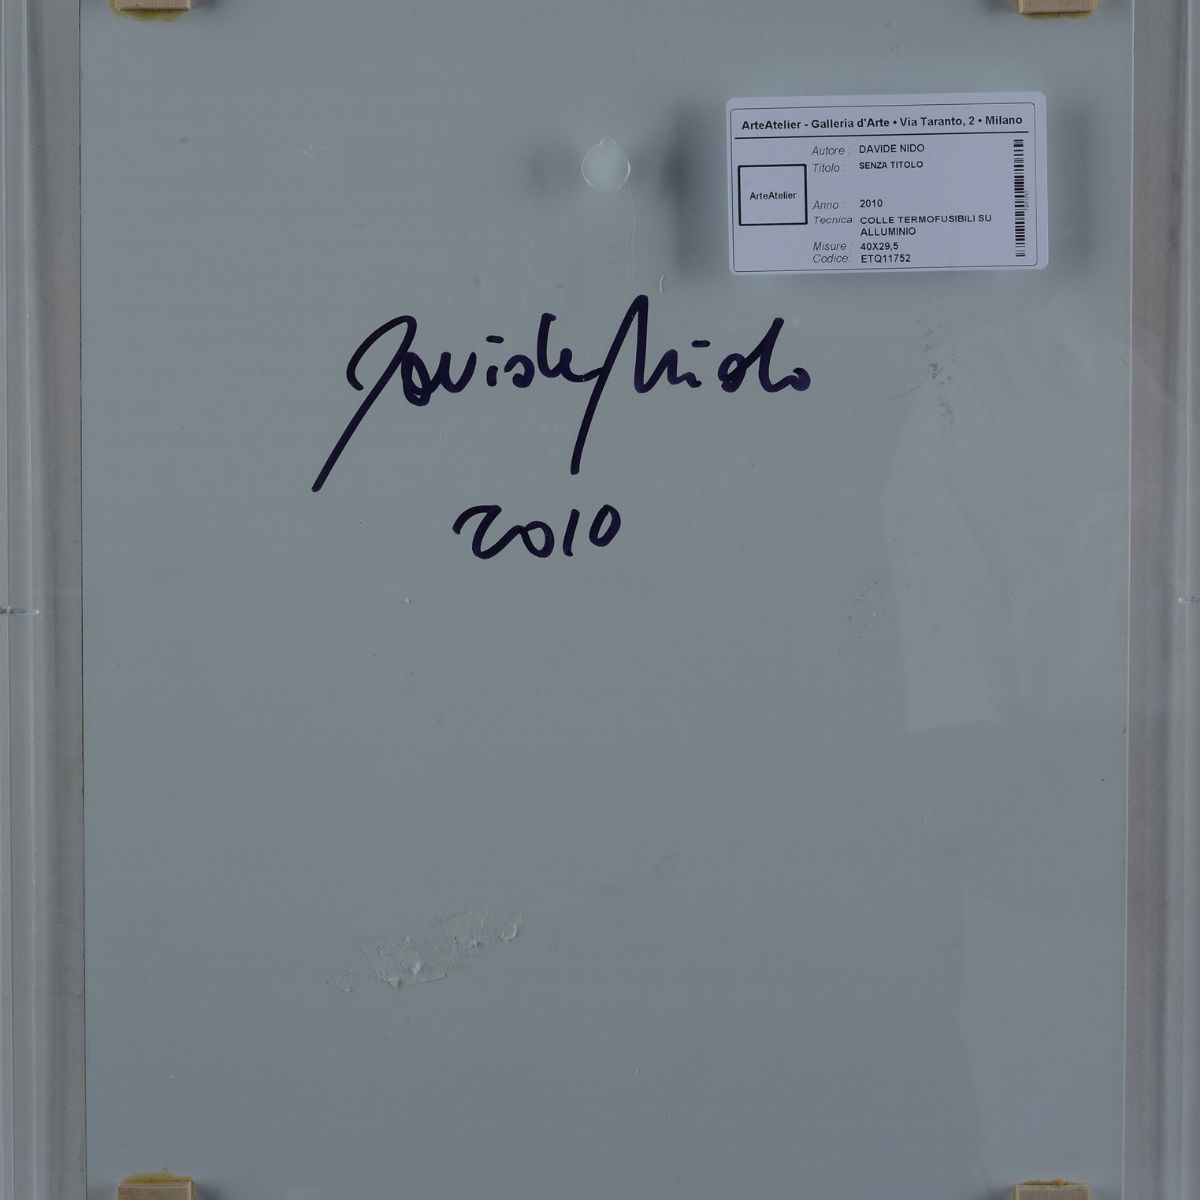 ArteAtelier - Galleria d'Arte • Via Taranto, 2 • Milano
ArteAtelier
Autore : DAVIDE NIDO
Titolo : SENZA TITOLO
Anno : 2010
Tecnica: COLLE TERMOFUSIBILI SU
ALLUMINIO
Misure : 40X29,5
Codice: ETQ11752
Davide Nido
2010